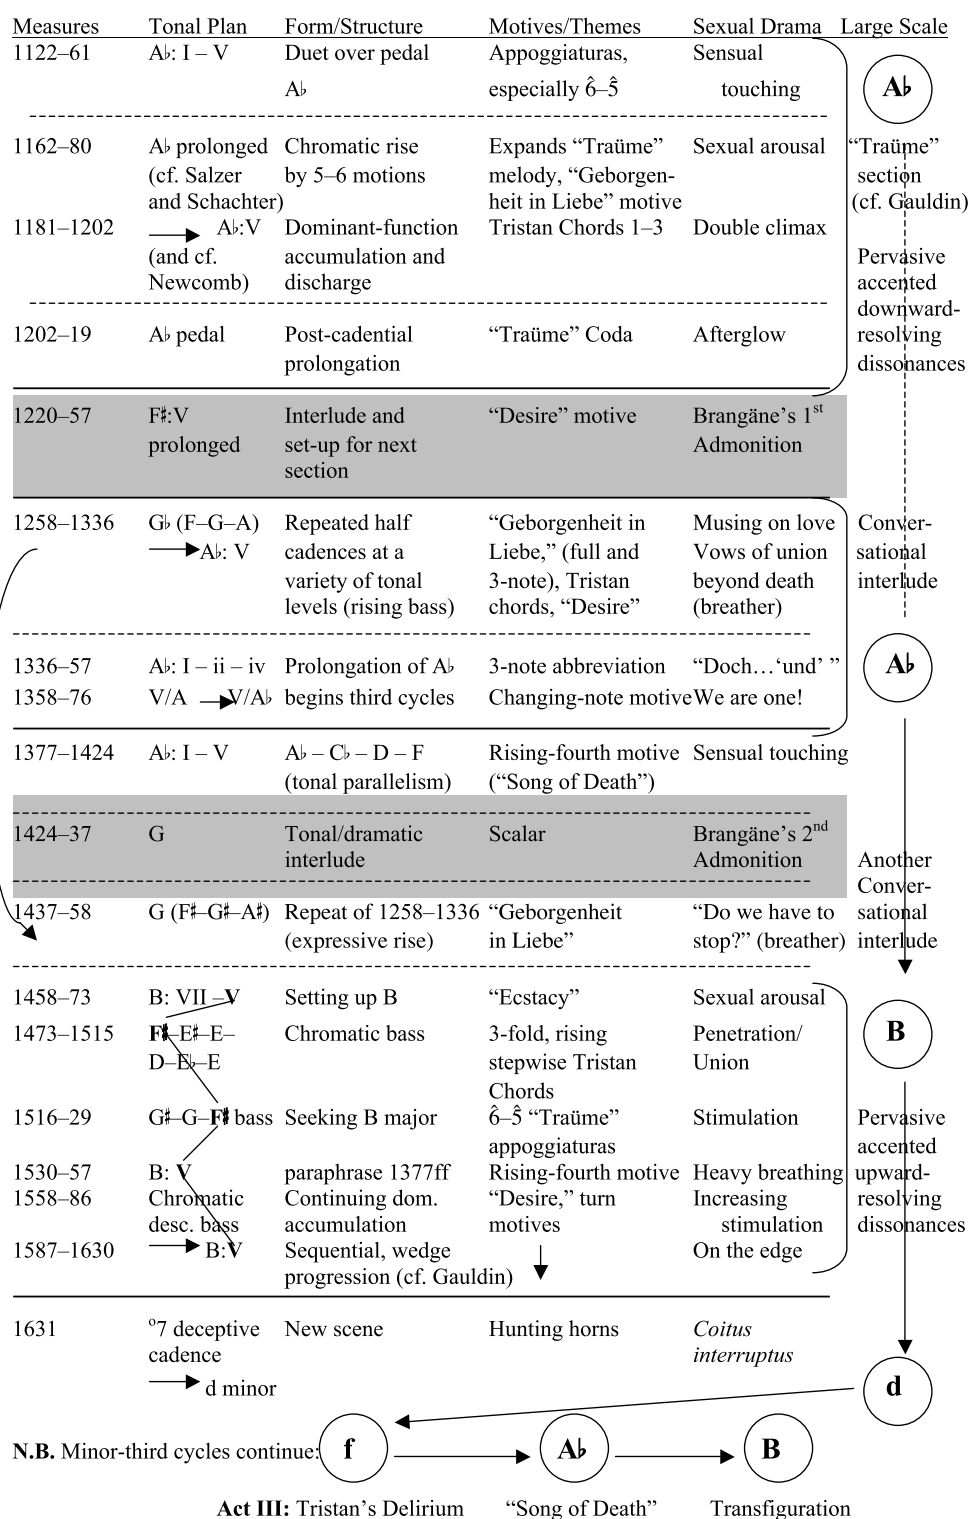 Measures Tonal Plan Form/Structure Motives/Themes Sexual Drama Large Scale
1122–61 A♭: I – V Duet over pedal Appoggiaturas, Sensual
A♭ especially 6̂–5̂ touching A♭
1162–80 A♭ prolonged Chromatic rise Expands “Traüme” Sexual arousal “Traüme”
(cf. Salzer by 5–6 motions melody, “Geborgen- section
and Schachter) heit in Liebe” motive (cf. Gauldin)
1181–1202 A♭:V Dominant-function Tristan Chords 1–3 Double climax
(and cf. accumulation and Pervasive
Newcomb) discharge accented
downward-
1202–19 A♭ pedal Post-cadential “Traüme” Coda Afterglow resolving
prolongation dissonances
1220–57 F♯:V Interlude and “Desire” motive Brangäne’s 1st
prolonged set-up for next Admonition
section
1258–1336 G♭ (F–G–A) Repeated half “Geborgenheit in Musing on love Conver-
A♭: V cadences at a Liebe,” (full and Vows of union sational
variety of tonal 3-note), Tristan beyond death interlude
levels (rising bass) chords, “Desire” (breather)
1336–57 A♭: I – ii – iv Prolongation of A♭ 3-note abbreviation “Doch…‘und’ ” A♭
1358–76 V/A V/A♭ begins third cycles Changing-note motive We are one!
1377–1424 A♭: I – V A♭ – C♭ – D – F Rising-fourth motive Sensual touching
(tonal parallelism) (“Song of Death”)
1424–37 G Tonal/dramatic Scalar Brangäne’s 2nd
interlude Admonition Another
Conver-
1437–58 G (F♯–G♯–A♯) Repeat of 1258–1336 “Geborgenheit “Do we have to sational
(expressive rise) in Liebe” stop?” (breather) interlude
1458–73 B: VII –V Setting up B “Ecstacy” Sexual arousal
1473–1515 F♯–E♯–E– Chromatic bass 3-fold, rising Penetration/ B
D–E♭–E stepwise Tristan Union
Chords
1516–29 G♯–G–F♯ bass Seeking B major 6̂–5̂ “Traüme” Stimulation Pervasive
appoggiaturas accented
1530–57 B: V paraphrase 1377ff Rising-fourth motive Heavy breathing upward-
1558–86 Chromatic Continuing dom. “Desire,” turn Increasing resolving
desc. bass accumulation motives stimulation dissonances
1587–1630 B:V Sequential, wedge On the edge
progression (cf. Gauldin)
1631 o7 deceptive New scene Hunting horns Coitus
cadence interruptus
d minor d
N.B. Minor-third cycles continue: f A♭ B
Act III: Tristan’s Delirium “Song of Death” Transfiguration